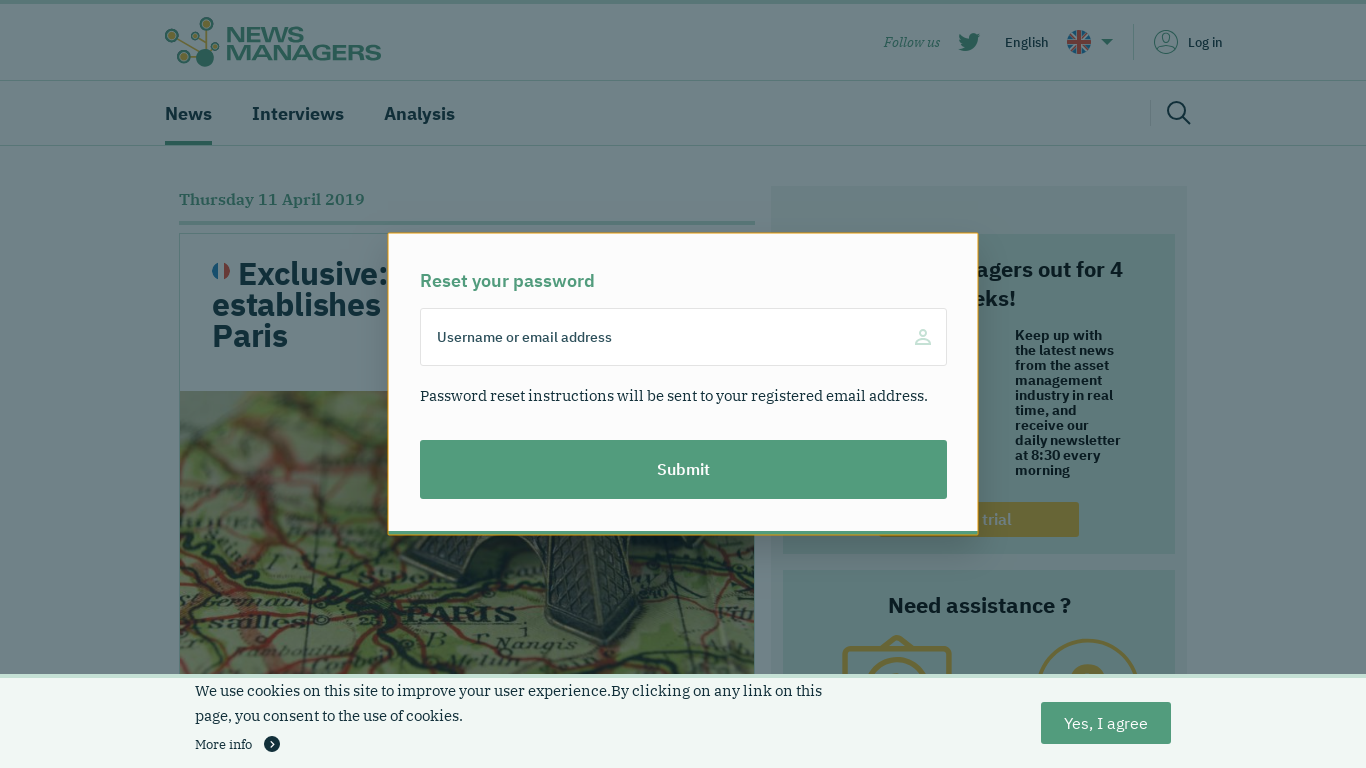 NEWS
MANAGERS
Follow us
English
Log in
News
Interviews
Analysis
Thursday 11 April 2019
Exclusive:
establishes
Paris
agers out for 4
eks!
Keep up with
the latest news
from the asset
management
industry in real
time, and
receive our
daily newsletter
at 8:30 every
morning
trial
Reset your password
Username or email address
Password reset instructions will be sent to your registered email address.
Submit
PARIS
Nangis
Melun
Corbeil
Need assistance ?
We use cookies on this site to improve your user experience.By clicking on any link on this
page, you consent to the use of cookies.
More info
Yes, I agree